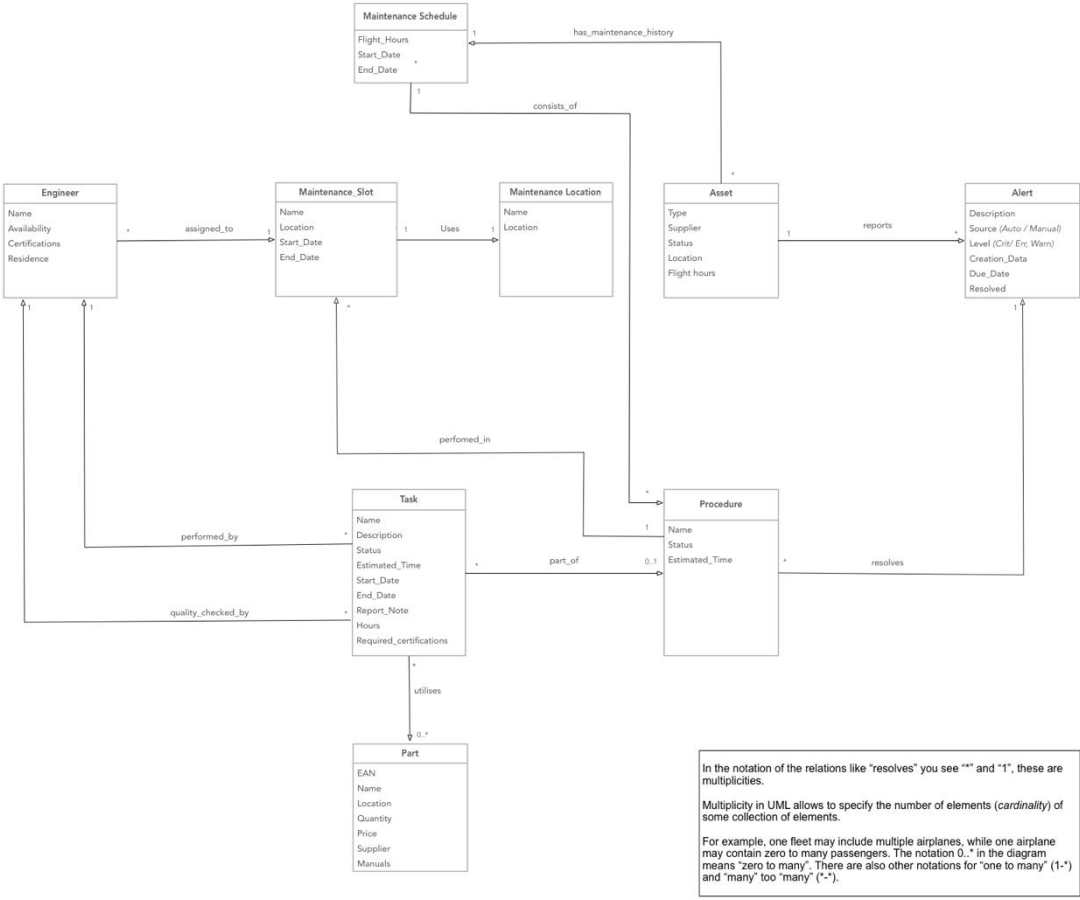 Maintenance Schedule
Flight_Hours
Start_Date
*
End_Date
1
has_maintenance_history
*
1
consists_of
*
Engineer
Name
Availability
Certifications
Residence
*
assigned_to
1
Maintenance_Slot
Name
Location
Start_Date
End_Date
1
Uses
1
Maintenance Location
Name
Location
Asset
Type
Supplier
Status
Location
Flight hours
1
reports
*
Alert
Description
Source (Auto / Manual)
Level (Crit/ Err, Warn)
Creation_Data
Due_Date
Resolved
1
1
*
1
perfomed_in
1
Task
Name
Description
Status
Estimated_Time
Start_Date
End_Date
Report_Note
Hours
Required_certifications
performed_by
*
quality_checked_by
*
*
part_of
0..1
Procedure
Name
Status
Estimated_Time
*
resolves
*
utilises
0..*
Part
EAN
Name
Location
Quantity
Price
Supplier
Manuals
In the notation of the relations like “resolves” you see “*” and “1”, these are
multiplicities.
Multiplicity in UML allows to specify the number of elements (cardinality) of
some collection of elements.
For example, one fleet may include multiple airplanes, while one airplane
may contain zero to many passengers. The notation 0..* in the diagram
means “zero to many”. There are also other notations for “one to many” (1-*)
and “many” too “many” (*-*).